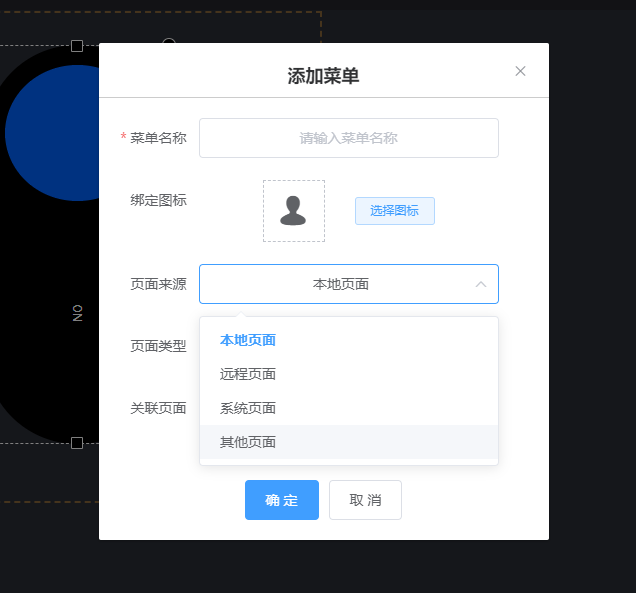 添加菜单
* 菜单名称 请输入菜单名称
绑定图标 选择图标
页面来源 本地页面
NO
页面类型
关联页面
本地页面
远程页面
系统页面
其他页面
确 定 取 消